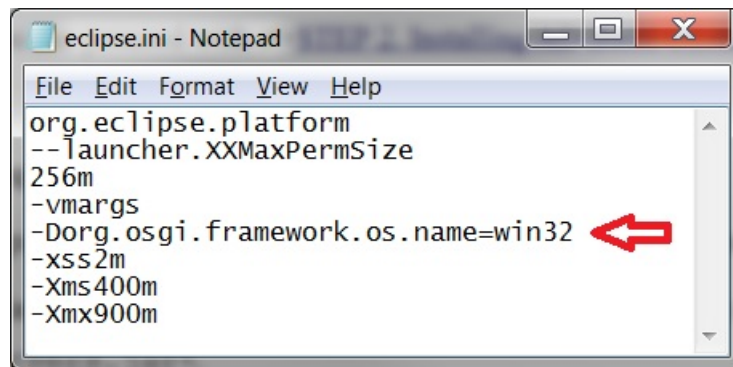 eclipse.ini - Notepad
File Edit Format View Help
org.eclipse.platform
--launcher.XXMaxPermSize
256m
-vmargs
-Dorg.osgi.framework.os.name=win32
-xss2m
-Xms400m
-Xmx900m